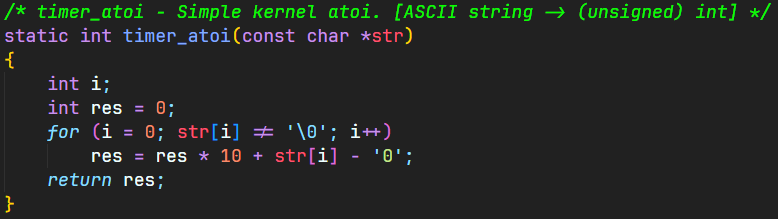 /* timer_atoi - Simple kernel atoi. [ASCII string -> (unsigned) int] */
static int timer_atoi(const char *str)
{
    int i;
    int res = 0;
    for (i = 0; str[i] != '\0'; i++)
        res = res * 10 + str[i] - '0';
    return res;
}